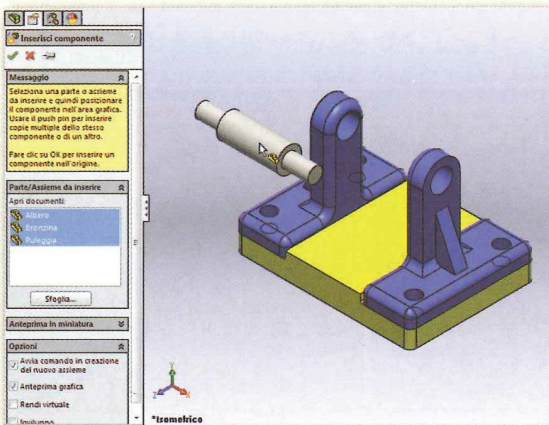 Inserisci componente
?
Messaggio
Seleziona una parte o assieme
da inserire e quindi posizionare
il componente nell'area grafica.
Usare il push pin per inserire
copie multiple dello stesso
componente o di un altro.
Fare clic su OK per inserire un
componente nell'origine.
Parte/Assieme da inserire
Apri documenti:
Albero
Bronzina
Puleggia
Sfoglia...
Anteprima in miniatura
Opzioni
Avvia comando in creazione
del nuovo assieme
Anteprima grafica
Rendi virtuale
Inviluppo
Y
Z
X
*Isometrico